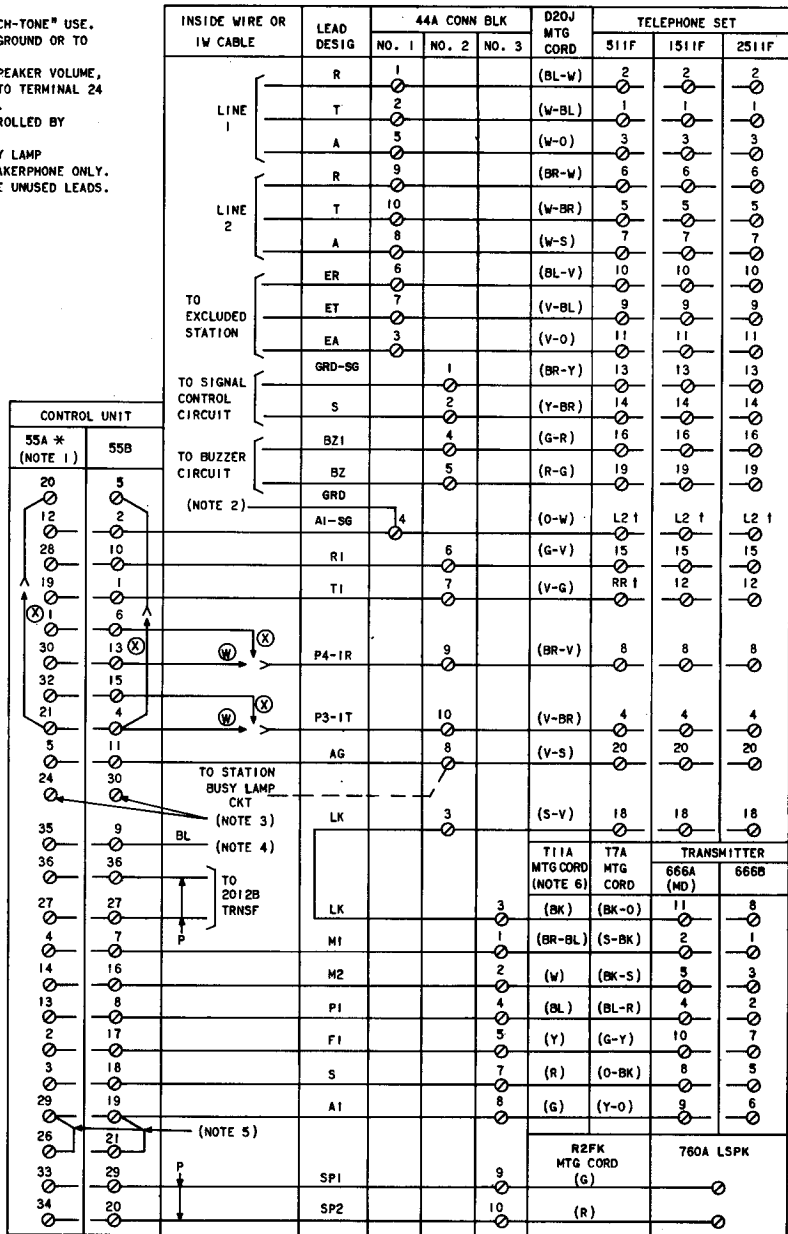 CH-TONE" USE.
GROUND OR TO
PEAKER VOLUME,
TO TERMINAL 24
ROLLED BY
Y LAMP
AKERPHONE ONLY.
E UNUSED LEADS.
INSIDE WIRE OR IW CABLE
LEAD DESIG
44A CONN BLK
NO. 1 NO. 2 NO. 3
D20J MTG CORD
TELEPHONE SET
511F 1511F 2511F
LINE 1
R 1 (BL-W) 2 2 2
T 2 (W-BL) 1 1 1
A 5 (W-O) 3 3 3
LINE 2
R 9 (BR-W) 6 6 6
T 10 (W-BR) 5 5 5
A 8 (W-S) 7 7 7
TO EXCLUDED STATION
ER 6 (BL-V) 10 10 10
ET 7 (V-BL) 9 9 9
EA 3 (V-O) 11 11 11
TO SIGNAL CONTROL CIRCUIT
GRD-SG 1 (BR-Y) 13 13 13
S 2 (Y-BR) 14 14 14
TO BUZZER CIRCUIT
BZ1 4 (G-R) 16 16 16
BZ 5 (R-G) 19 19 19
CONTROL UNIT
55A * (NOTE 1) 55B
20 5 GRD
(NOTE 2)
12 2 A1-SG 4 (O-W) L2 † L2 † L2 †
28 10 R1 6 (G-V) 15 15 15
19 1 T1 7 (V-G) RR † 12 12
X 1 6 X
30 13 X W P4-1R 9 (BR-V) 8 8 8
32 15 X
21 4 W P3-1T 10 (V-BR) 4 4 4
5 11 AG 8 (V-S) 20 20 20
TO STATION BUSY LAMP CKT
24 30 (NOTE 3)
LK 3 (S-V) 18 18 18
35 9 BL (NOTE 4)
T11A MTG CORD (NOTE 6)
T7A MTG CORD
TRANSMITTER
666A (MD) 666B
36 36
TO 2012B TRNSF
27 27 P LK 3 (BK) (BK-O) 11 8
4 7 M1 1 (BR-BL) (S-BK) 2 1
14 16 M2 2 (W) (BK-S) 5 3
13 8 P1 4 (BL) (BL-R) 4 2
2 17 F1 5 (Y) (G-Y) 10 7
3 18 S 7 (R) (O-BK) 8 5
29 19 A1 8 (G) (Y-O) 9 6
26 21 (NOTE 5)
R2FK MTG CORD
760A LSPK
33 29 P SP1 9 (G)
34 20 SP2 10 (R)